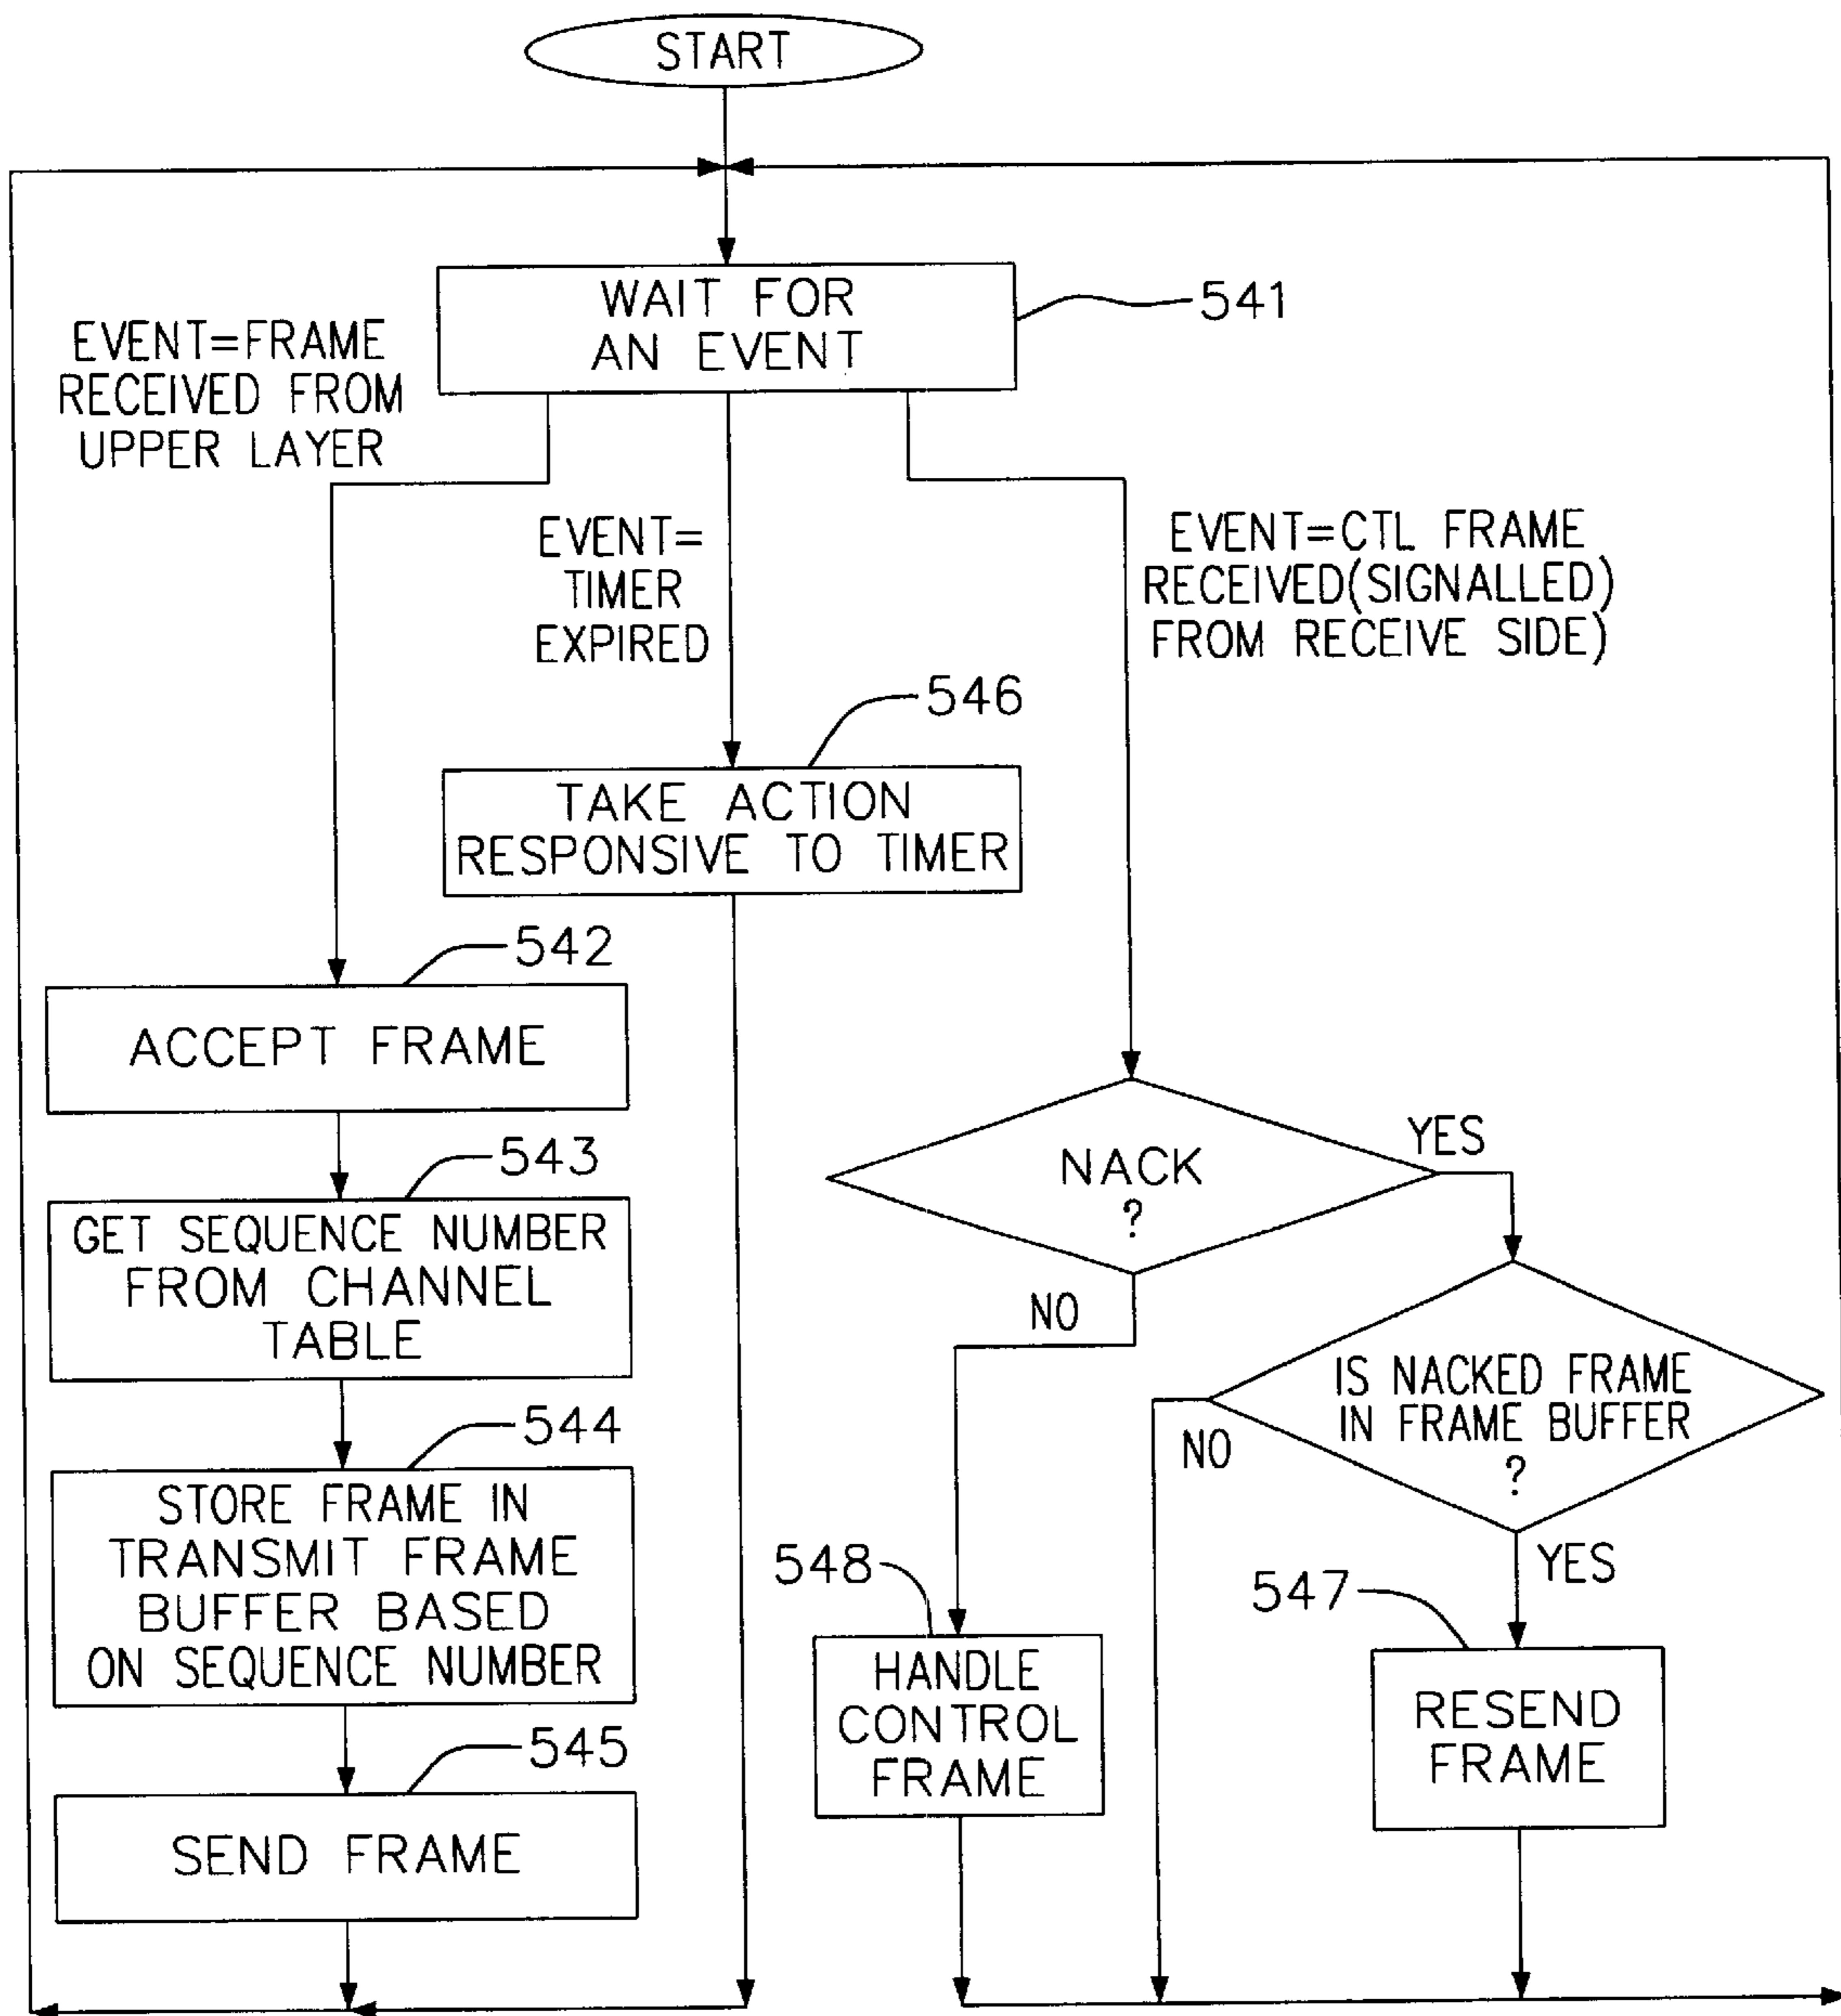 START
WAIT FOR
AN EVENT
541
EVENT=FRAME
RECEIVED FROM
UPPER LAYER
EVENT=
TIMER
EXPIRED
EVENT=CTL FRAME
RECEIVED(SIGNALLED)
FROM RECEIVE SIDE)
546
TAKE ACTION
RESPONSIVE TO TIMER
542
ACCEPT FRAME
543
GET SEQUENCE NUMBER
FROM CHANNEL
TABLE
544
STORE FRAME IN
TRANSMIT FRAME
BUFFER BASED
ON SEQUENCE NUMBER
545
SEND FRAME
NACK
?
YES
NO
IS NACKED FRAME
IN FRAME BUFFER
?
NO
YES
548
HANDLE
CONTROL
FRAME
547
RESEND
FRAME